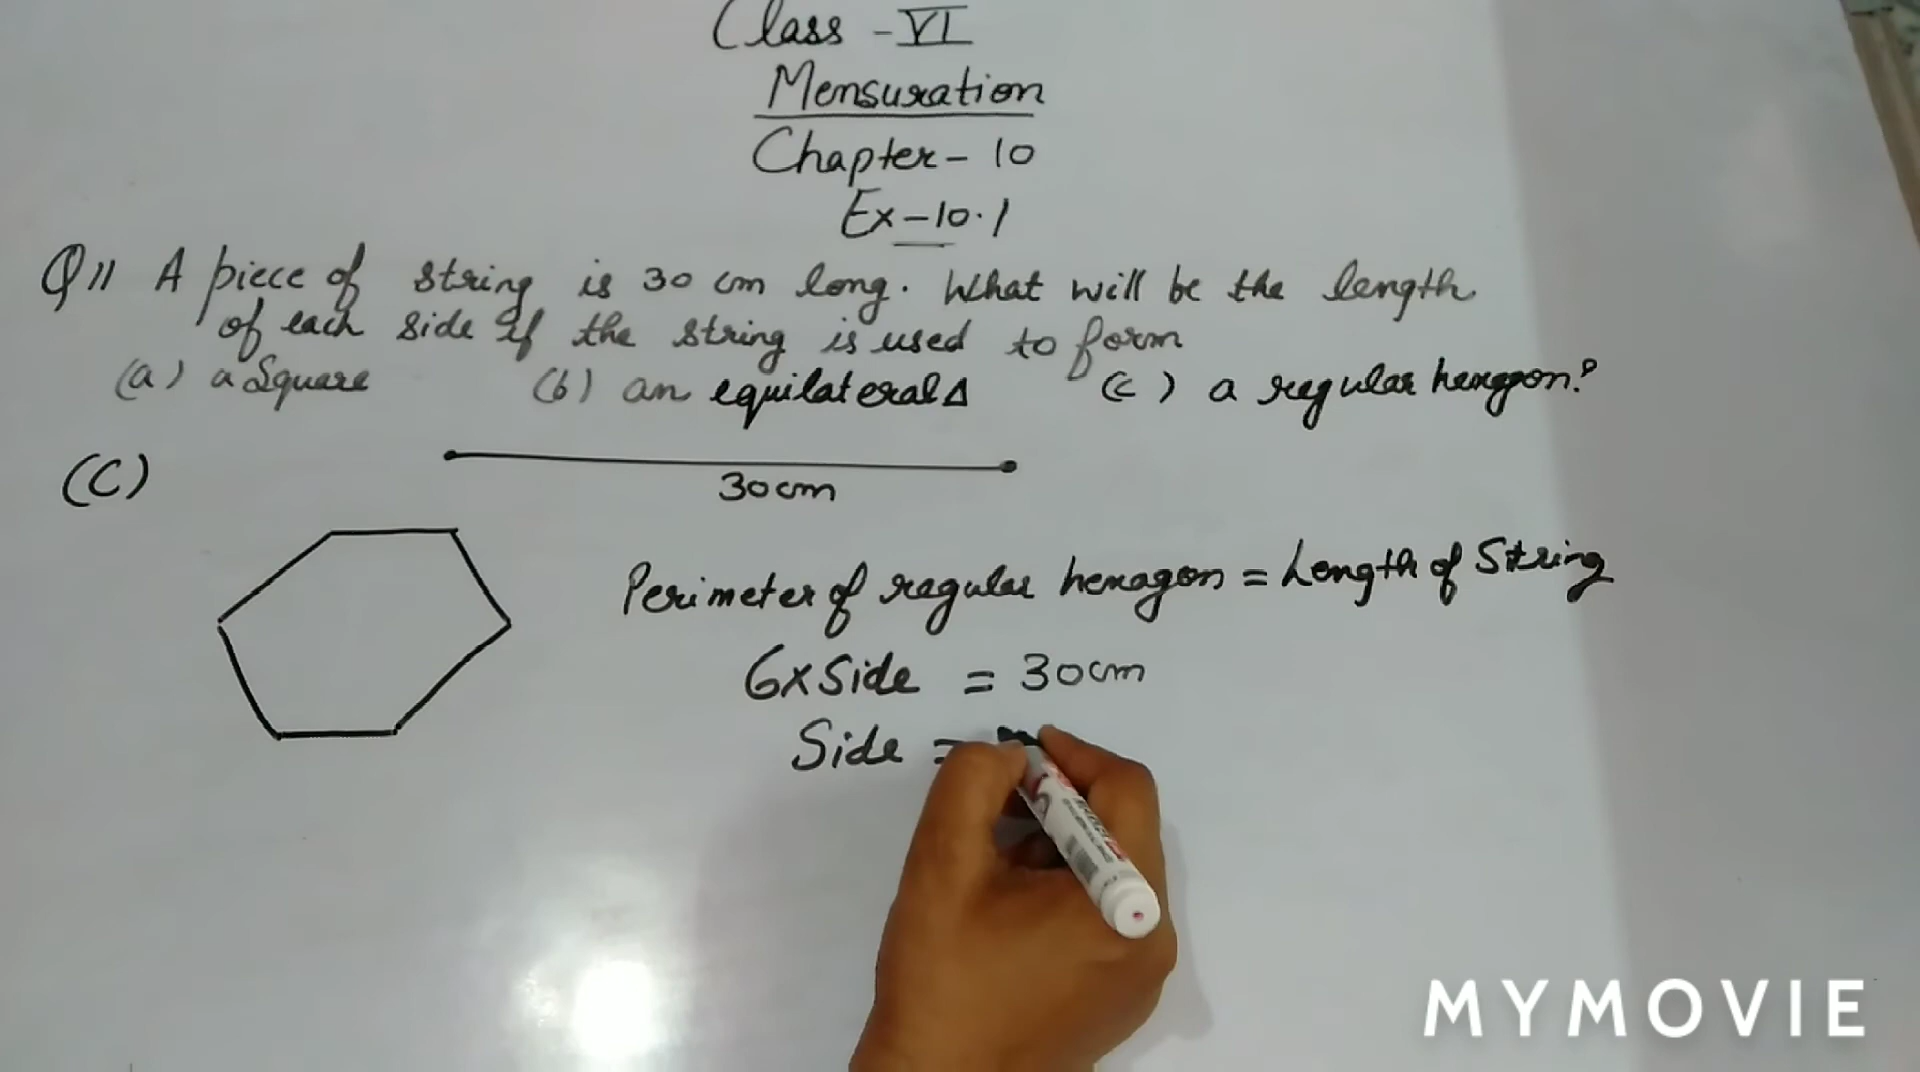 Class - VI
Mensuration
Chapter - 10
Ex - 10.1
Q11 A piece of string is 30 cm long. What will be the length
of each side if the string is used to form
(a) a Square (b) an equilateral Δ (c) a regular hexagon?
(C)
30cm
Perimeter of regular hexagon = Length of String
6×Side = 30cm
Side =
MYMOVIE